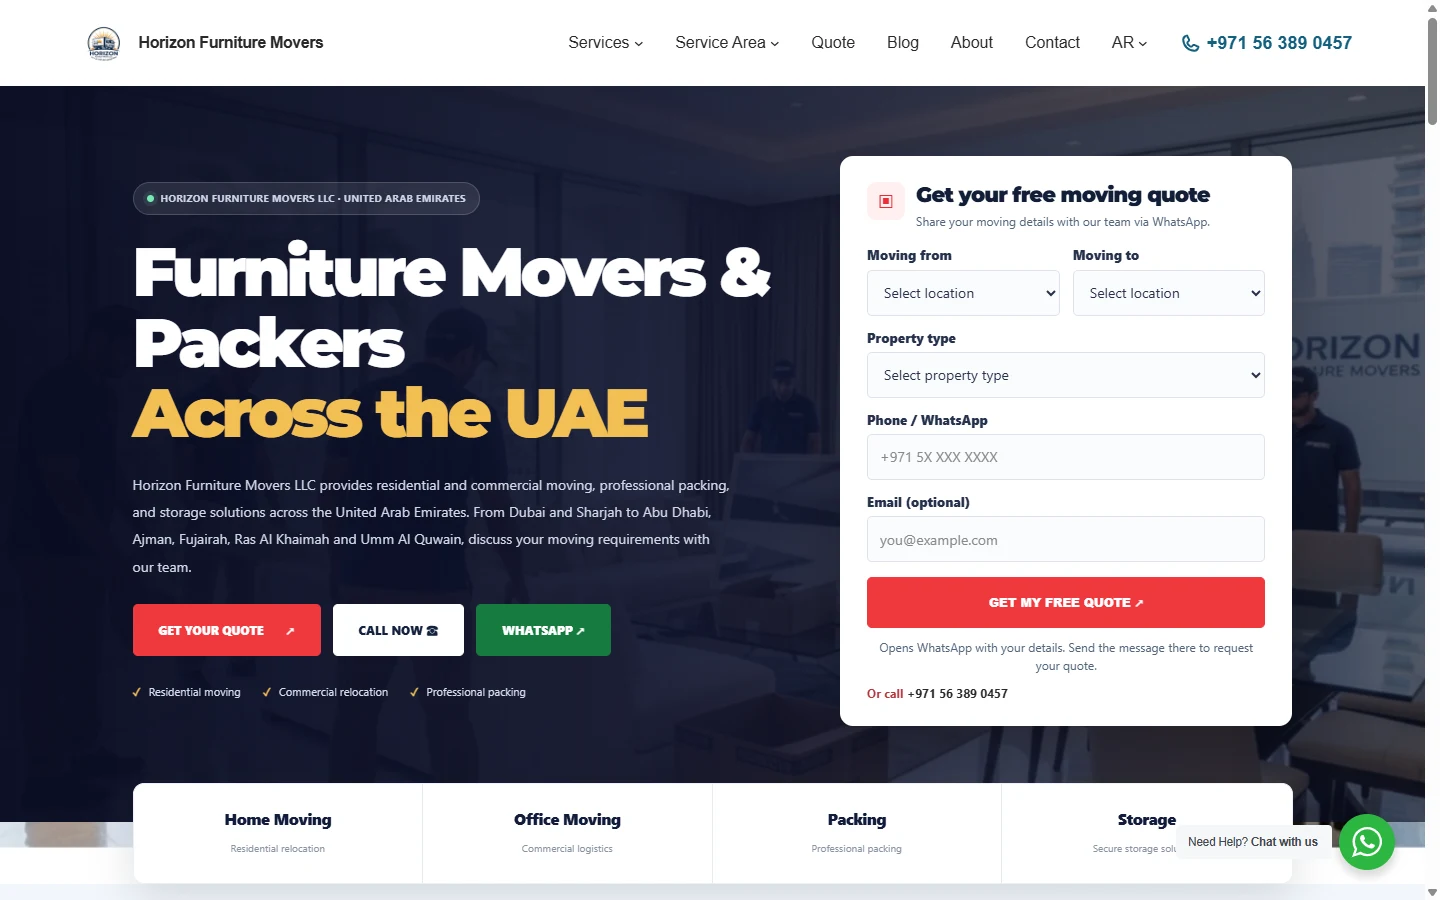 HORIZON
Horizon Furniture Movers
Services
Service Area
Quote
Blog
About
Contact
AR
+971 56 389 0457
HORIZON FURNITURE MOVERS LLC · UNITED ARAB EMIRATES
Furniture Movers &
Packers
Across the UAE
Horizon Furniture Movers LLC provides residential and commercial moving, professional packing,
and storage solutions across the United Arab Emirates. From Dubai and Sharjah to Abu Dhabi,
Ajman, Fujairah, Ras Al Khaimah and Umm Al Quwain, discuss your moving requirements with
our team.
GET YOUR QUOTE ↗
CALL NOW ☎
WHATSAPP ↗
✓ Residential moving
✓ Commercial relocation
✓ Professional packing
Get your free moving quote
Share your moving details with our team via WhatsApp.
Moving from
Moving to
Select location
Select location
Property type
Select property type
Phone / WhatsApp
+971 5X XXX XXXX
Email (optional)
you@example.com
GET MY FREE QUOTE ↗
Opens WhatsApp with your details. Send the message there to request
your quote.
Or call +971 56 389 0457
ORIZON
URE MOVERS
Home Moving
Residential relocation
Office Moving
Commercial logistics
Packing
Professional packing
Storage
Secure storage
Need Help? Chat with us